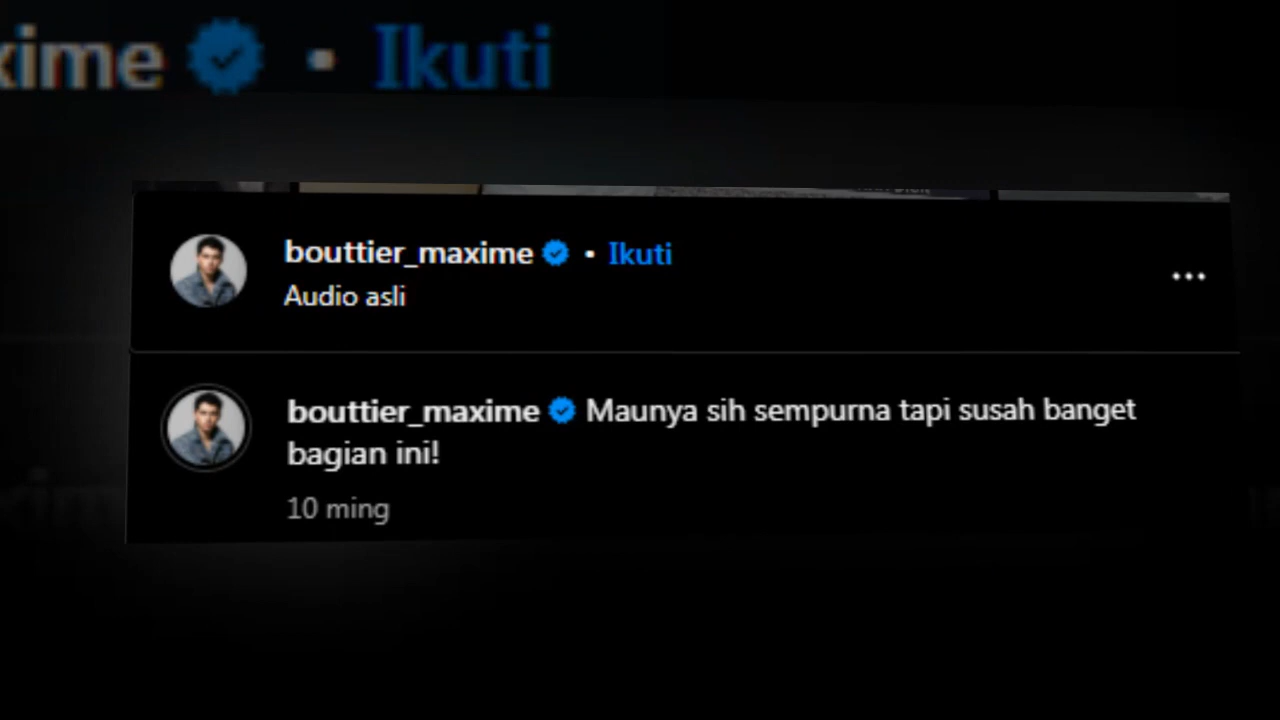 xime • Ikuti
bouttier_maxime • Ikuti
Audio asli
bouttier_maxime Maunya sih sempurna tapi susah banget
bagian ini!
10 ming